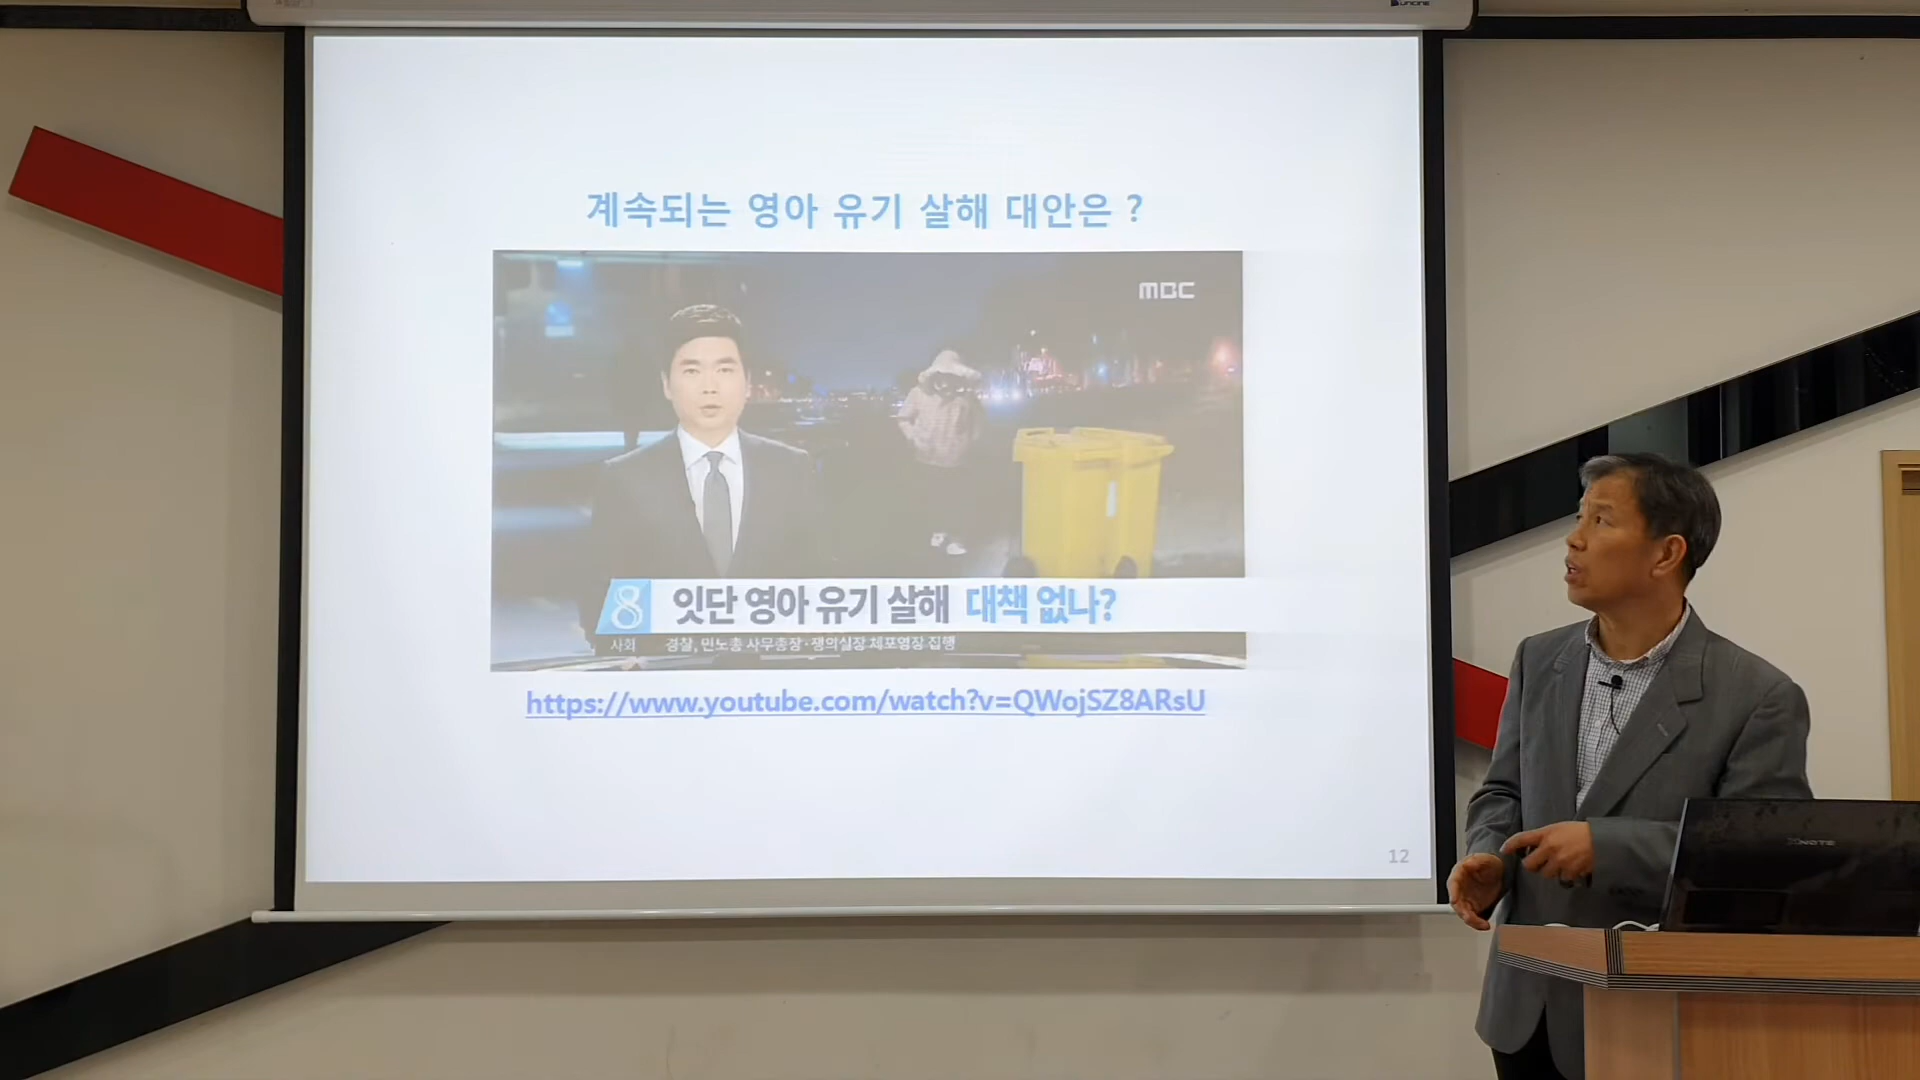 계속되는 영아 유기 살해 대안은 ?
MBC
8 잇단 영아 유기 살해 대책 없나?
사회 경찰, 민노총 사무총장·쟁의실장 체포영장 집행
https://www.youtube.com/watch?v=QWojSZ8ARsU
12
XNOTE